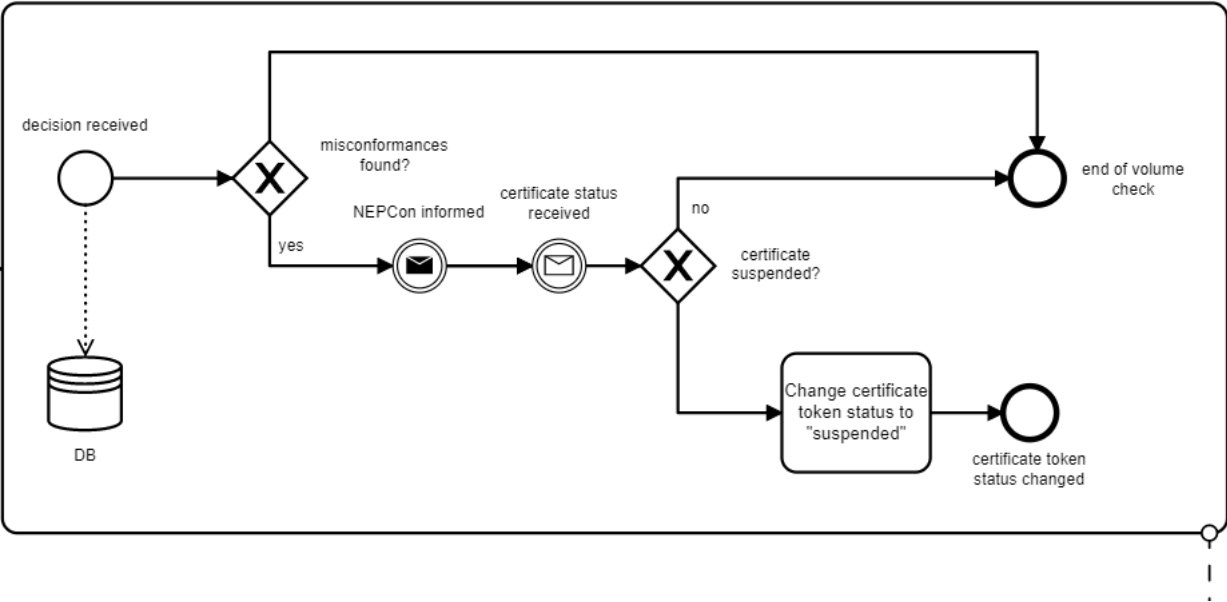 decision received
misconformances
found?
yes
NEPCon informed
certificate status
received
no
certificate
suspended?
end of volume
check
Change certificate
token status to
"suspended"
certificate token
status changed
DB